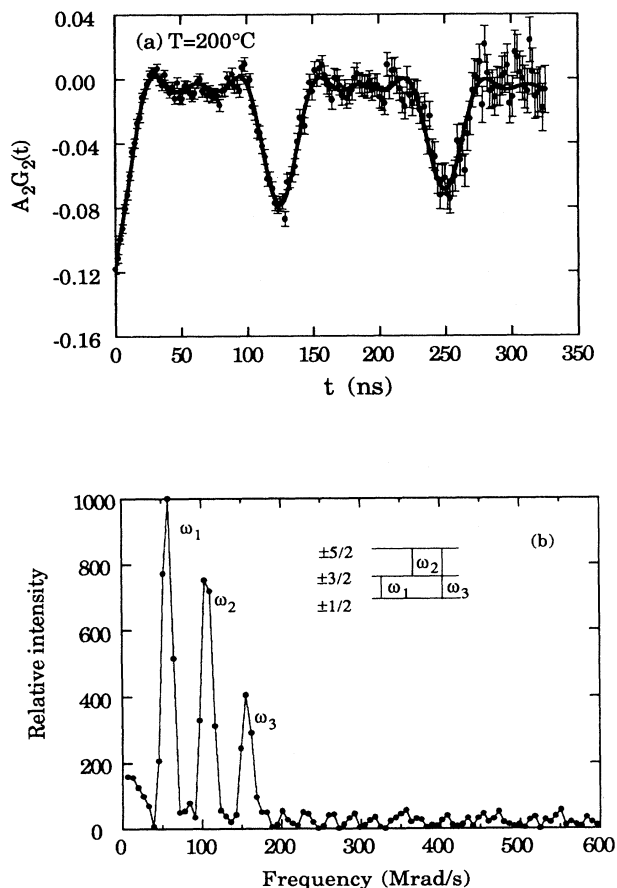 0.04
(a) T=200°C
0.00
-0.04
-0.08
-0.12
-0.16
A₂G₂(t)
0 50 100 150 200 250 300 350
t (ns)
1000
800
600
400
200
0
Relative intensity
ω₁
ω₂
ω₃
(b)
±5/2
±3/2
±1/2
ω₂
ω₁
ω₃
0 100 200 300 400 500 600
Frequency (Mrad/s)